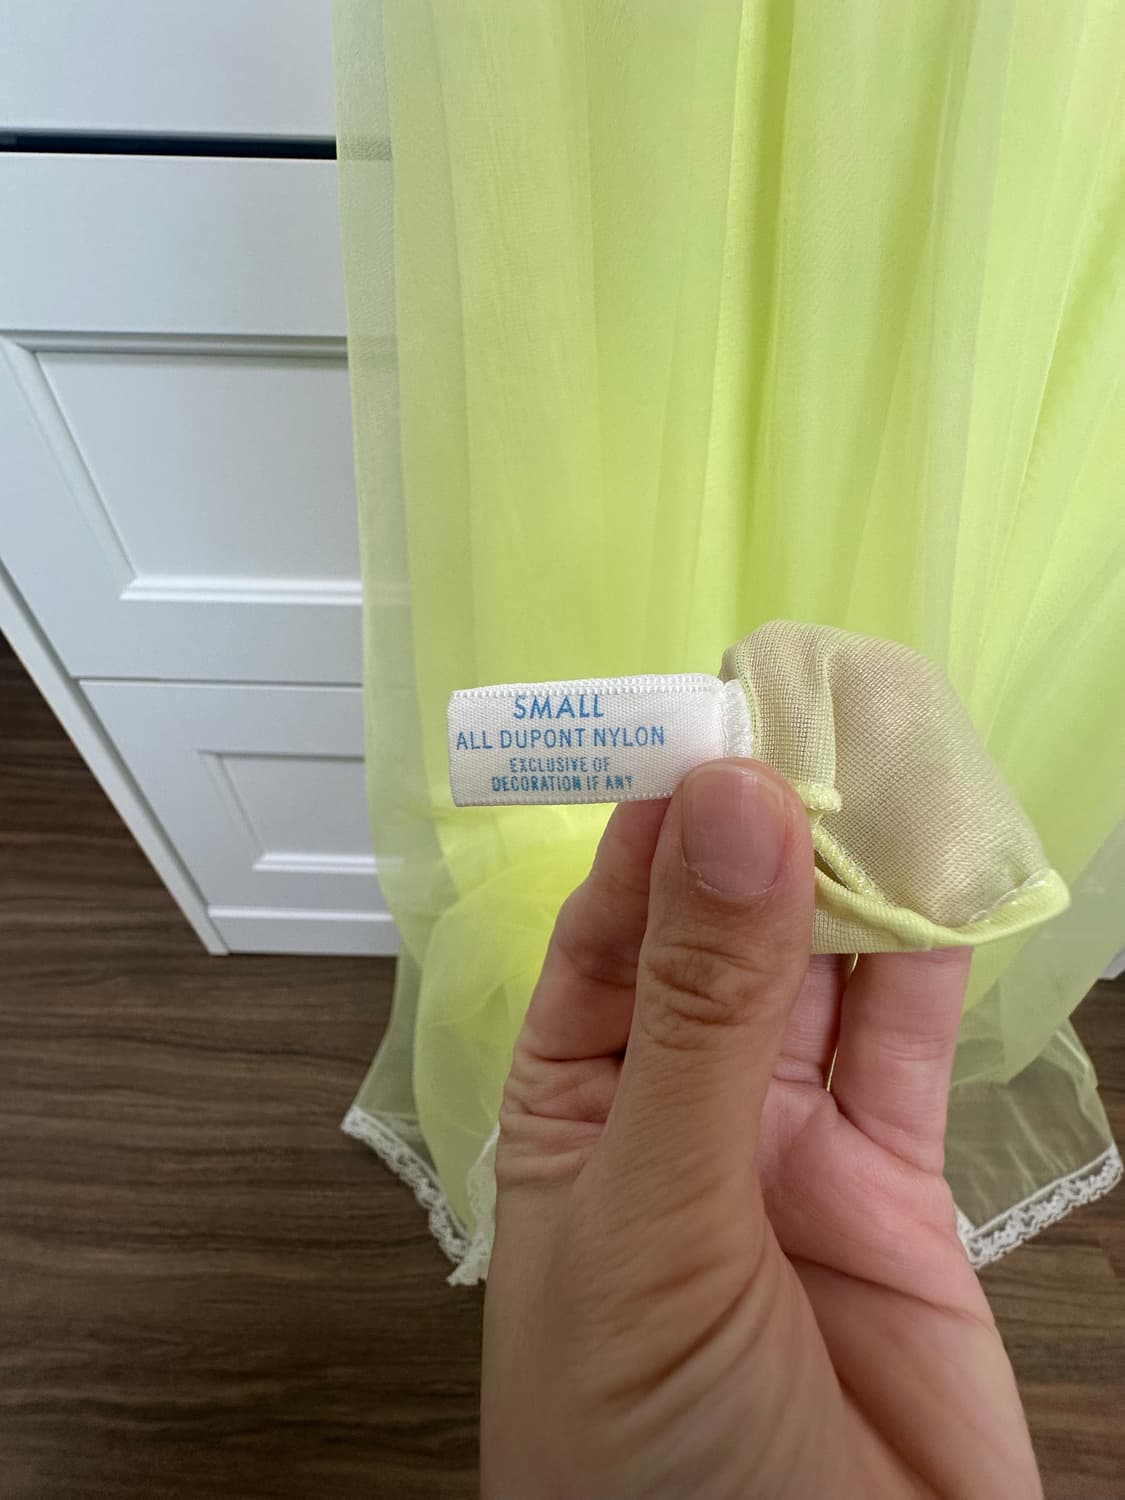 SMALL
ALL DUPONT NYLON
EXCLUSIVE OF
DECORATION IF ANY